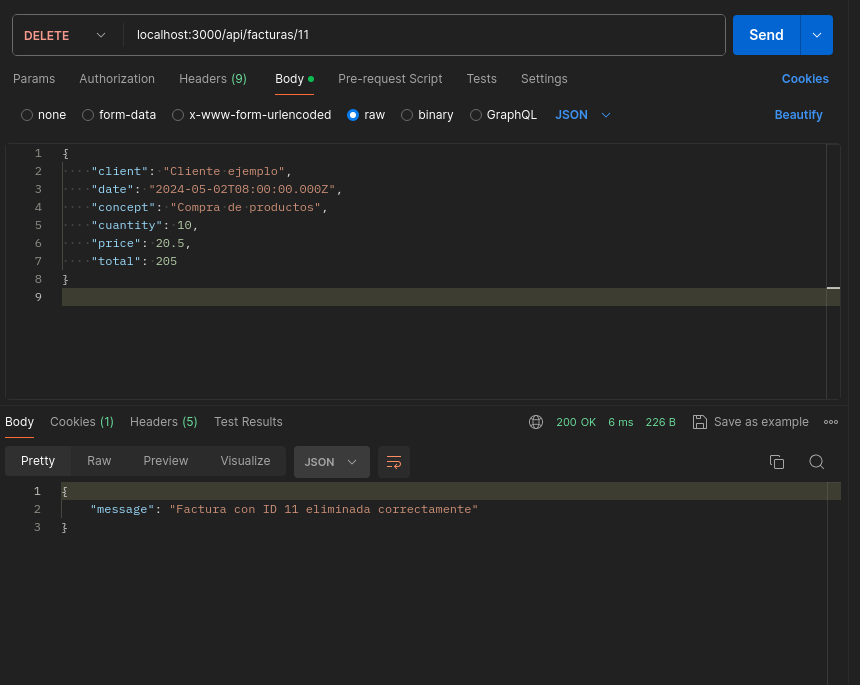 DELETE localhost:3000/api/facturas/11 Send
Params Authorization Headers (9) Body Pre-request Script Tests Settings Cookies
none form-data x-www-form-urlencoded raw binary GraphQL JSON Beautify
1 {
2 ····"client":·"Cliente·ejemplo",
3 ····"date":·"2024-05-02T08:00:00.000Z",
4 ····"concept":·"Compra·de·productos",
5 ····"cuantity":·10,
6 ····"price":·20.5,
7 ····"total":·205
8 }
9
Body Cookies (1) Headers (5) Test Results 200 OK 6 ms 226 B Save as example
Pretty Raw Preview Visualize JSON
1 {
2 "message": "Factura con ID 11 eliminada correctamente"
3 }